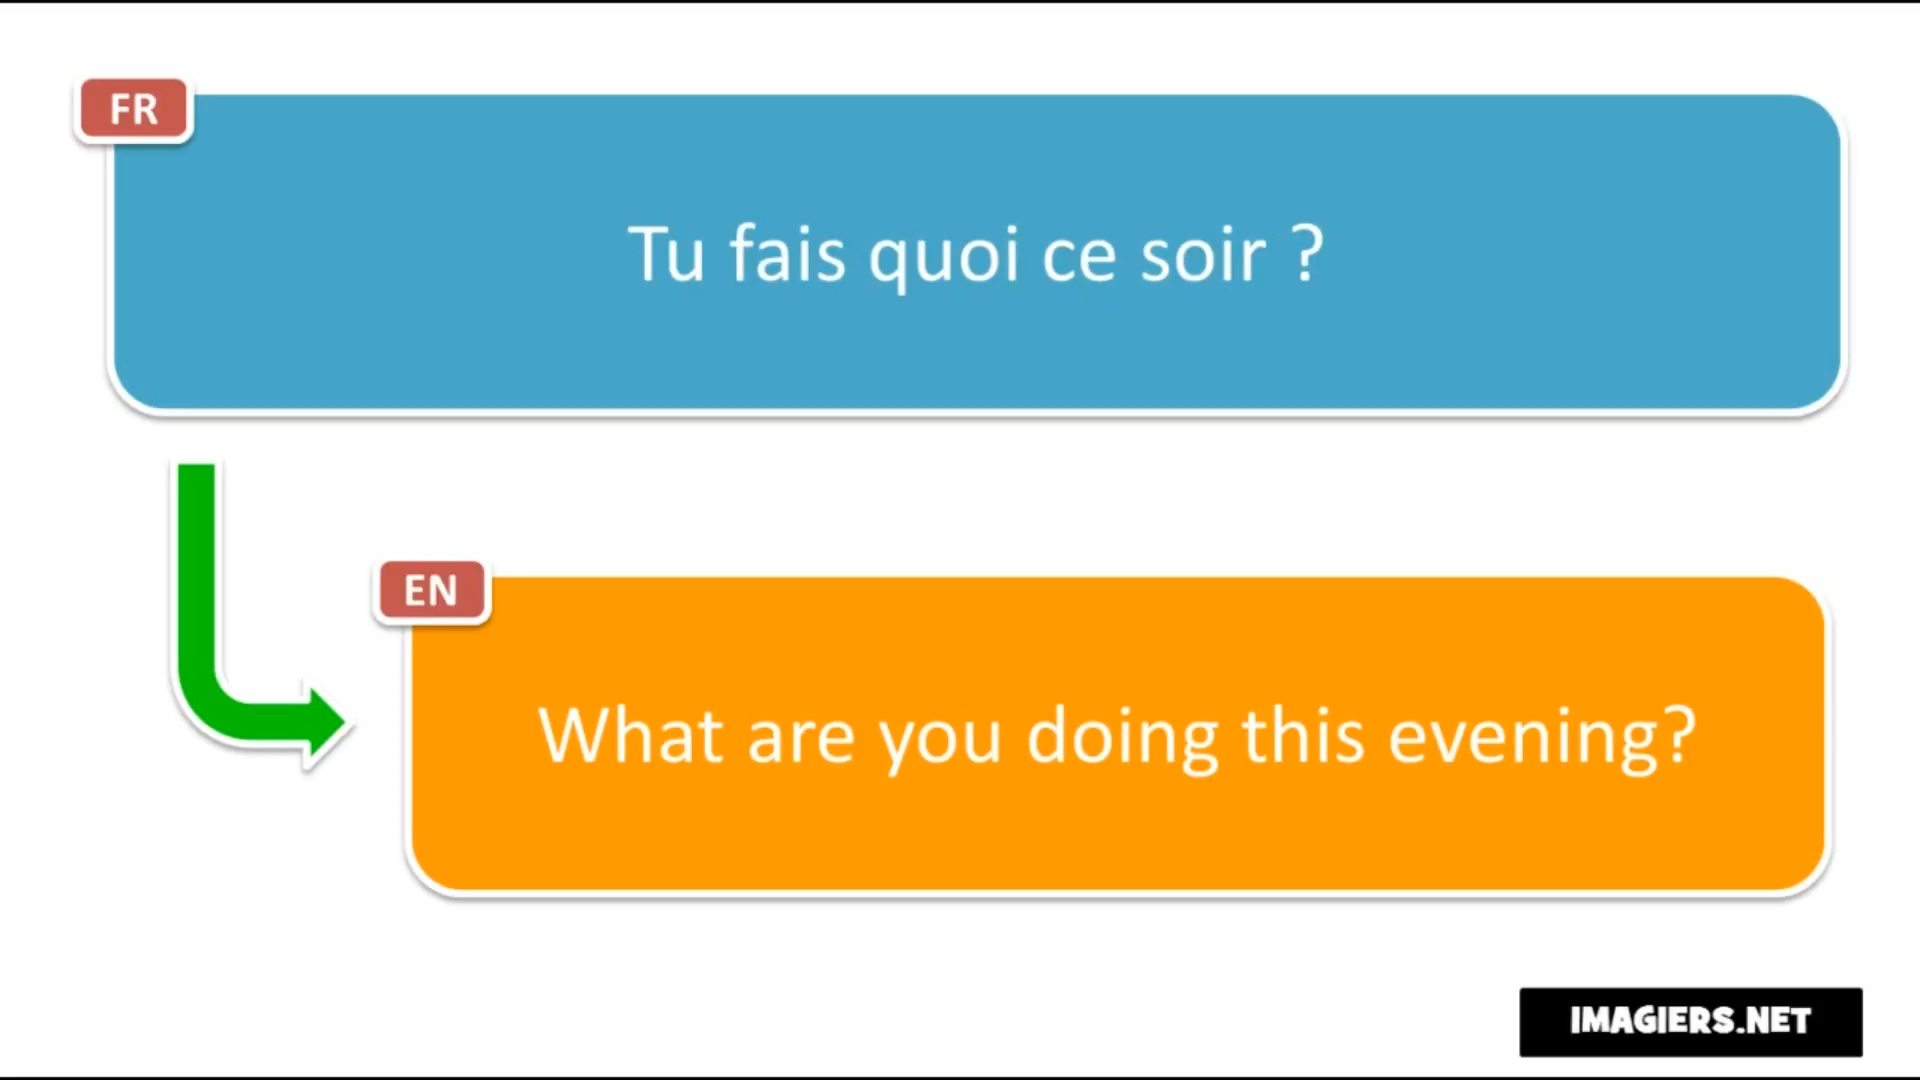 FR
Tu fais quoi ce soir ?
EN
What are you doing this evening?
IMAGIERS.NET